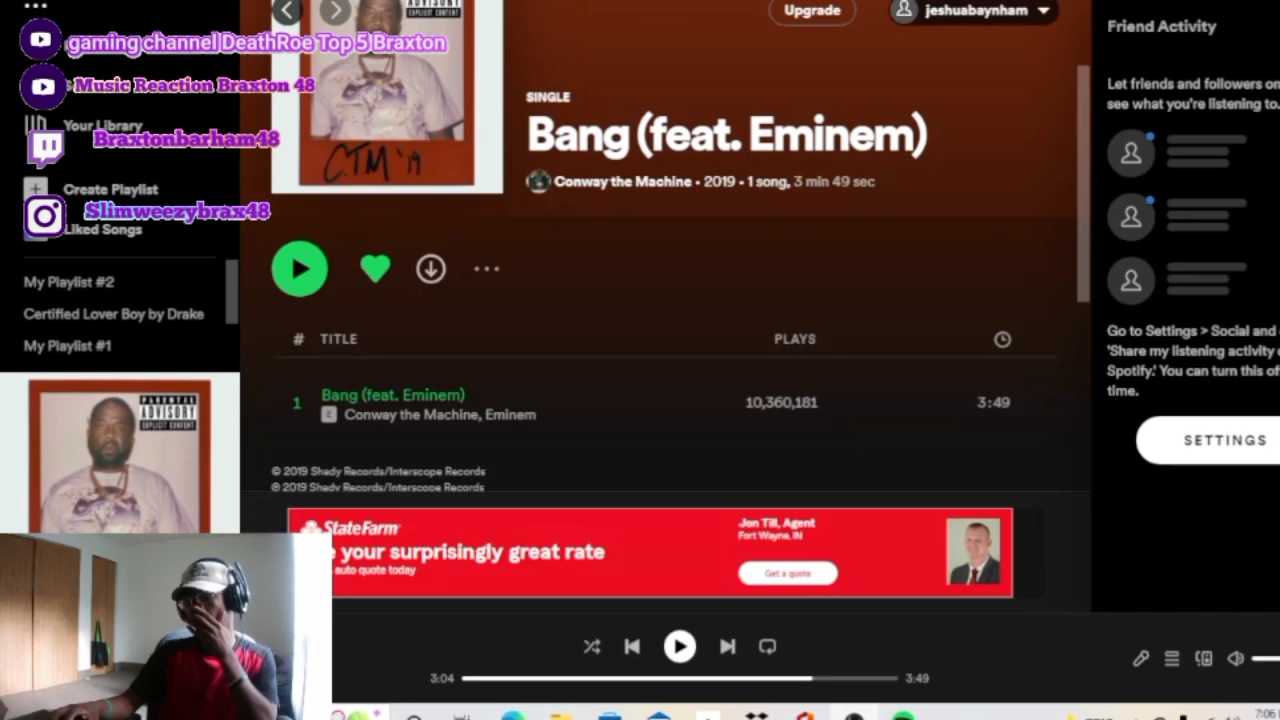 gaming channel DeathRoe Top 5 Braxton
Music Reaction Braxton 48
Your Library
Braxtonbarham48
Create Playlist
Slimweezybrax48
Liked Songs
My Playlist #2
Certified Lover Boy by Drake
My Playlist #1
PARENTAL
ADVISORY
EXPLICIT CONTENT
EXPLICIT CONTENT
C.T.M '19
Upgrade
jeshuabaynham
SINGLE
Bang (feat. Eminem)
Conway the Machine • 2019 • 1 song, 3 min 49 sec
# TITLE PLAYS
1 Bang (feat. Eminem) 10,360,181 3:49
E Conway the Machine, Eminem
© 2019 Shady Records/Interscope Records
© 2019 Shady Records/Interscope Records
StateFarm
your surprisingly great rate
auto quote today
Jon Till, Agent
Fort Wayne, IN
Get a quote
Friend Activity
Let friends and followers on
see what you're listening to.
Go to Settings > Social and
'Share my listening activity
Spotify.' You can turn this of
time.
SETTINGS
3:04 3:49
7:06